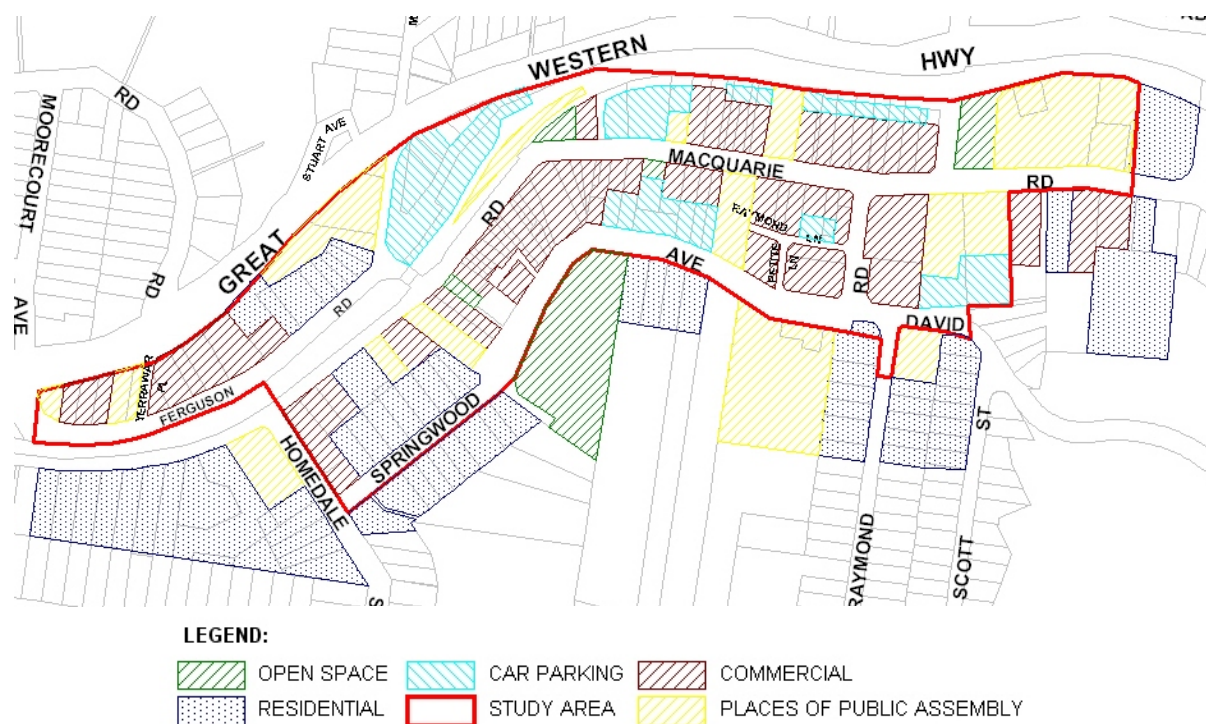 WESTERN
HWY
RD
MOORECOURT
STUART AVE
MACQUARIE
RD
RD
RAYMOND
LN
GREAT
RD
AVE
PETITE
LN
RD
RD
AVE
DAVID
YERRAWAR
PL
FERGUSON
SPRINGWOOD
HOMEDALE
ST
RAYMOND
SCOTT
LEGEND:
OPEN SPACE
CAR PARKING
COMMERCIAL
RESIDENTIAL
STUDY AREA
PLACES OF PUBLIC ASSEMBLY